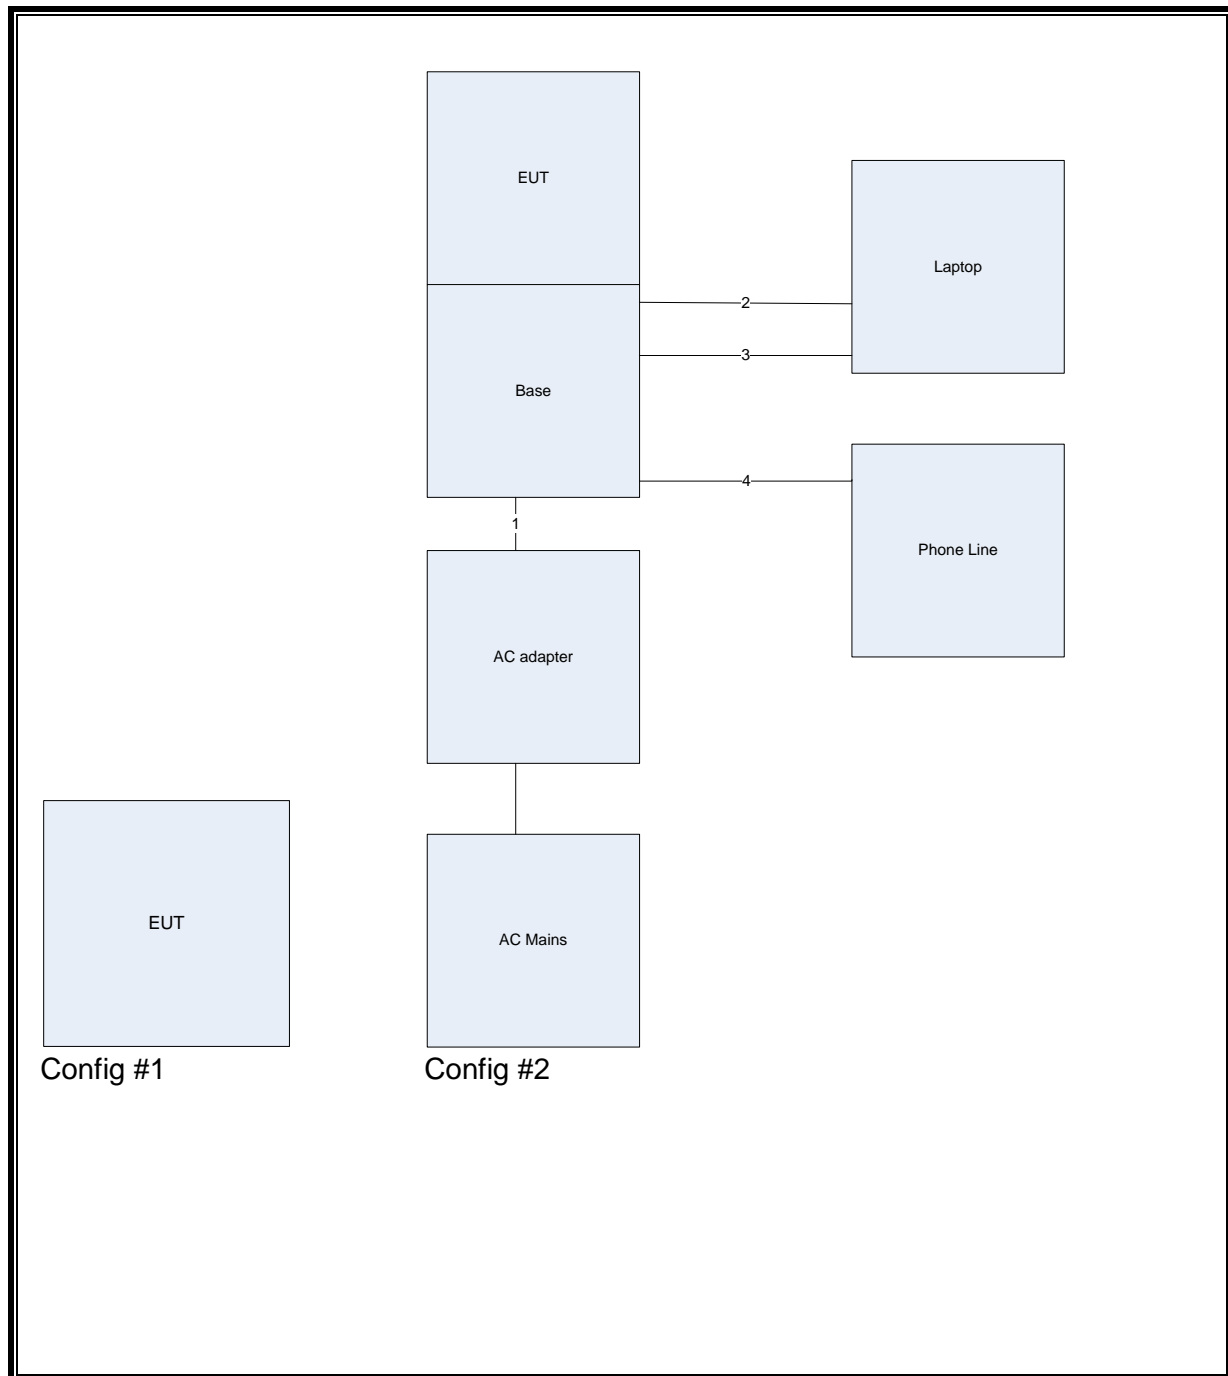 EUT
Laptop
2
3
Base
4
1
Phone Line
AC adapter
EUT
AC Mains
Config #1
Config #2